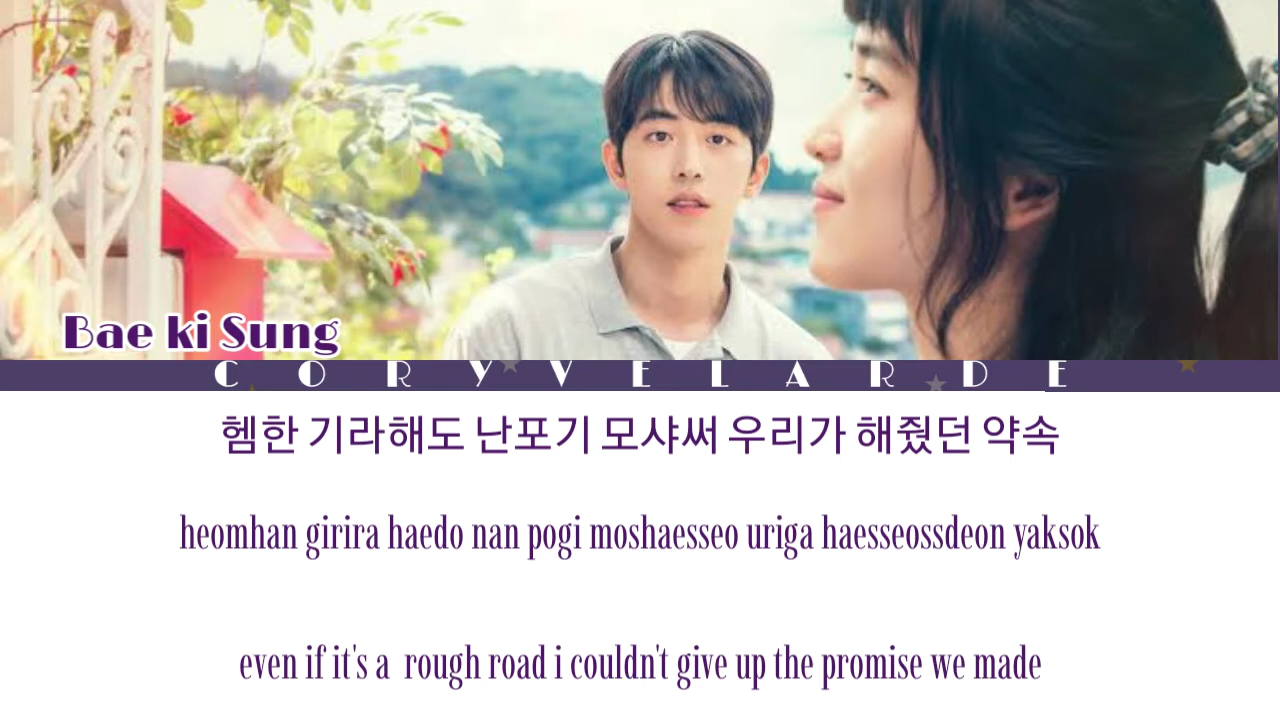 Bae ki Sung
CORYVELARDE
헴한 기라해도 난포기 모샤써 우리가 해줬던 약속
heomhan girira haedo nan pogi moshaesseo uriga haesseossdeon yaksok
even if it's a rough road i couldn't give up the promise we made